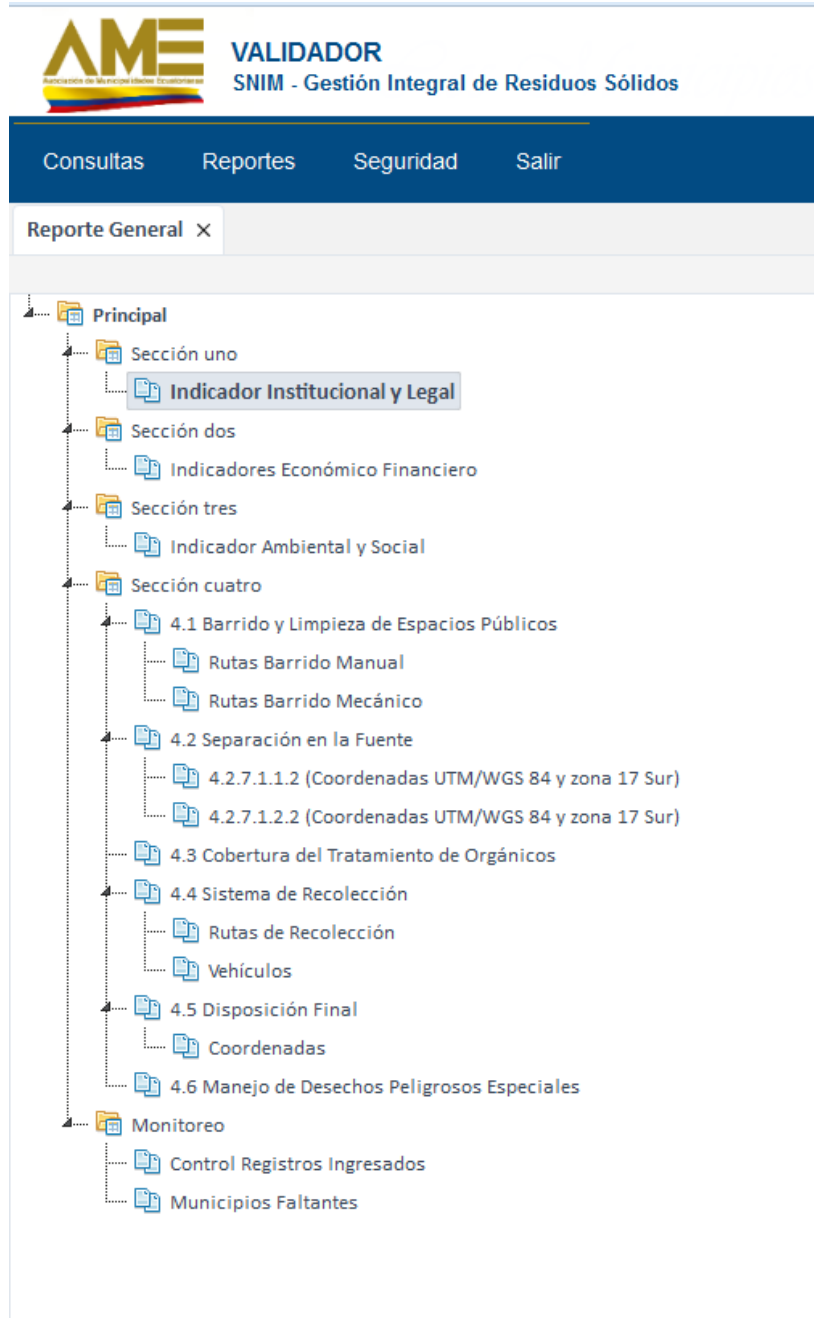 AME
Asociación de Municipalidades Ecuatorianas
VALIDADOR
SNIM - Gestión Integral de Residuos Sólidos
Consultas Reportes Seguridad Salir
Reporte General ×
Principal
Sección uno
Indicador Institucional y Legal
Sección dos
Indicadores Económico Financiero
Sección tres
Indicador Ambiental y Social
Sección cuatro
4.1 Barrido y Limpieza de Espacios Públicos
Rutas Barrido Manual
Rutas Barrido Mecánico
4.2 Separación en la Fuente
4.2.7.1.1.2 (Coordenadas UTM/WGS 84 y zona 17 Sur)
4.2.7.1.2.2 (Coordenadas UTM/WGS 84 y zona 17 Sur)
4.3 Cobertura del Tratamiento de Orgánicos
4.4 Sistema de Recolección
Rutas de Recolección
Vehículos
4.5 Disposición Final
Coordenadas
4.6 Manejo de Desechos Peligrosos Especiales
Monitoreo
Control Registros Ingresados
Municipios Faltantes